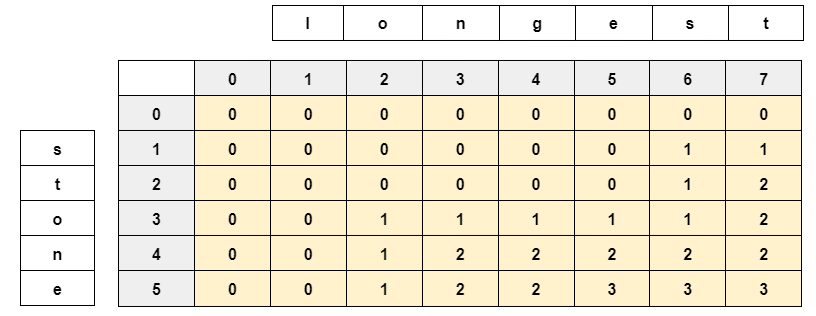 l o n g e s t
0 1 2 3 4 5 6 7
0 0 0 0 0 0 0 0 0
s 1 0 0 0 0 0 0 1 1
t 2 0 0 0 0 0 0 1 2
o 3 0 0 1 1 1 1 1 2
n 4 0 0 1 2 2 2 2 2
e 5 0 0 1 2 2 3 3 3